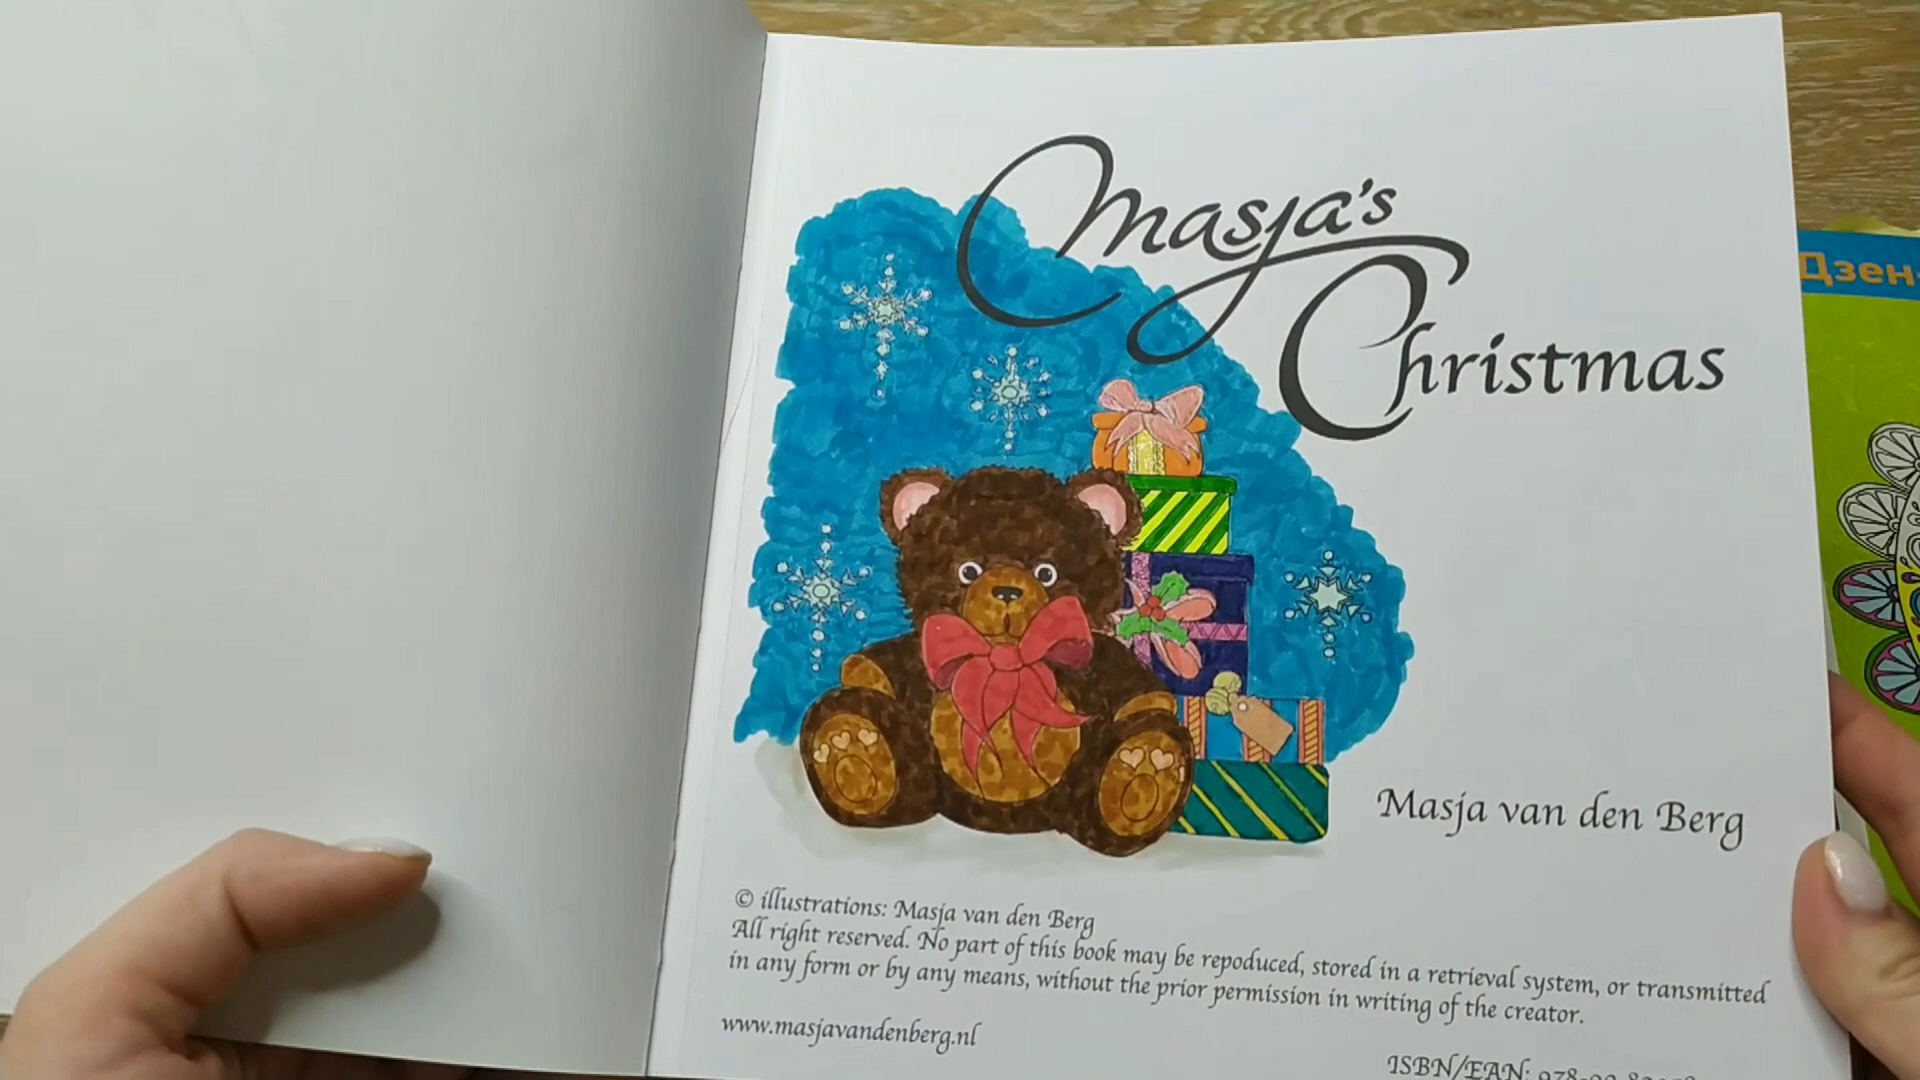 Masja's
Christmas
Дзен
Masja van den Berg
© illustrations: Masja van den Berg
All right reserved. No part of this book may be repoduced, stored in a retrieval system, or transmitted
in any form or by any means, without the prior permission in writing of the creator.
www.masjavandenberg.nl
ISBN/EAN: